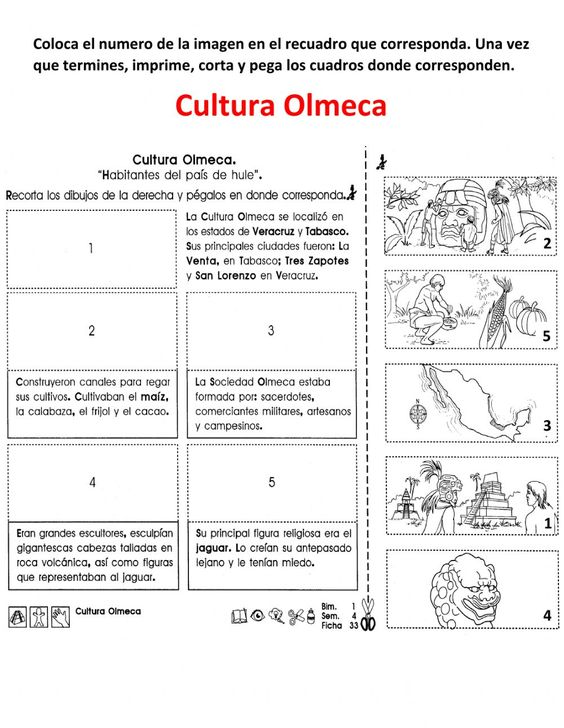 Coloca el numero de la imagen en el recuadro que corresponda. Una vez
que termines, imprime, corta y pega los cuadros donde corresponden.
Cultura Olmeca
Cultura Olmeca.
"Habitantes del país de hule".
Recorta los dibujos de la derecha y pégalos en donde corresponda.
1
La Cultura Olmeca se localizó en
los estados de Veracruz y Tabasco.
Sus principales ciudades fueron: La
Venta, en Tabasco; Tres Zapotes
y San Lorenzo en Veracruz.
2
3
Construyeron canales para regar
sus cultivos. Cultivaban el maíz,
la calabaza, el frijol y el cacao.
La Sociedad Olmeca estaba
formada por: sacerdotes,
comerciantes militares, artesanos
y campesinos.
4
5
Eran grandes escultores, esculpían
gigantescas cabezas talladas en
roca volcánica, así como figuras
que representaban al jaguar.
Su principal figura religiosa era el
jaguar. Lo creían su antepasado
lejano y le tenían miedo.
Cultura Olmeca
Bim. 1
Sem. 4
Ficha 33
2
5
3
1
4